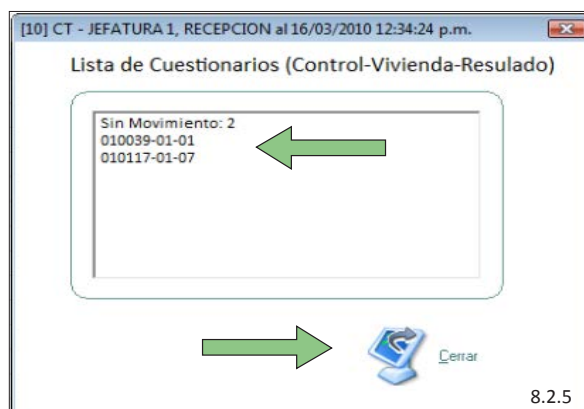 [10] CT - JEFATURA 1, RECEPCION al 16/03/2010 12:34:24 p.m.
Lista de Cuestionarios (Control-Vivienda-Resulado)
Sin Movimiento: 2
010039-01-01
010117-01-07
Cerrar
8.2.5